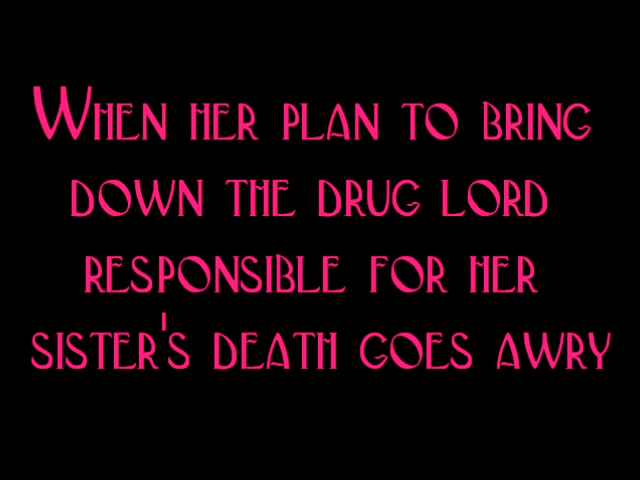 When her plan to bring
down the drug lord
responsible for her
sister's death goes awry